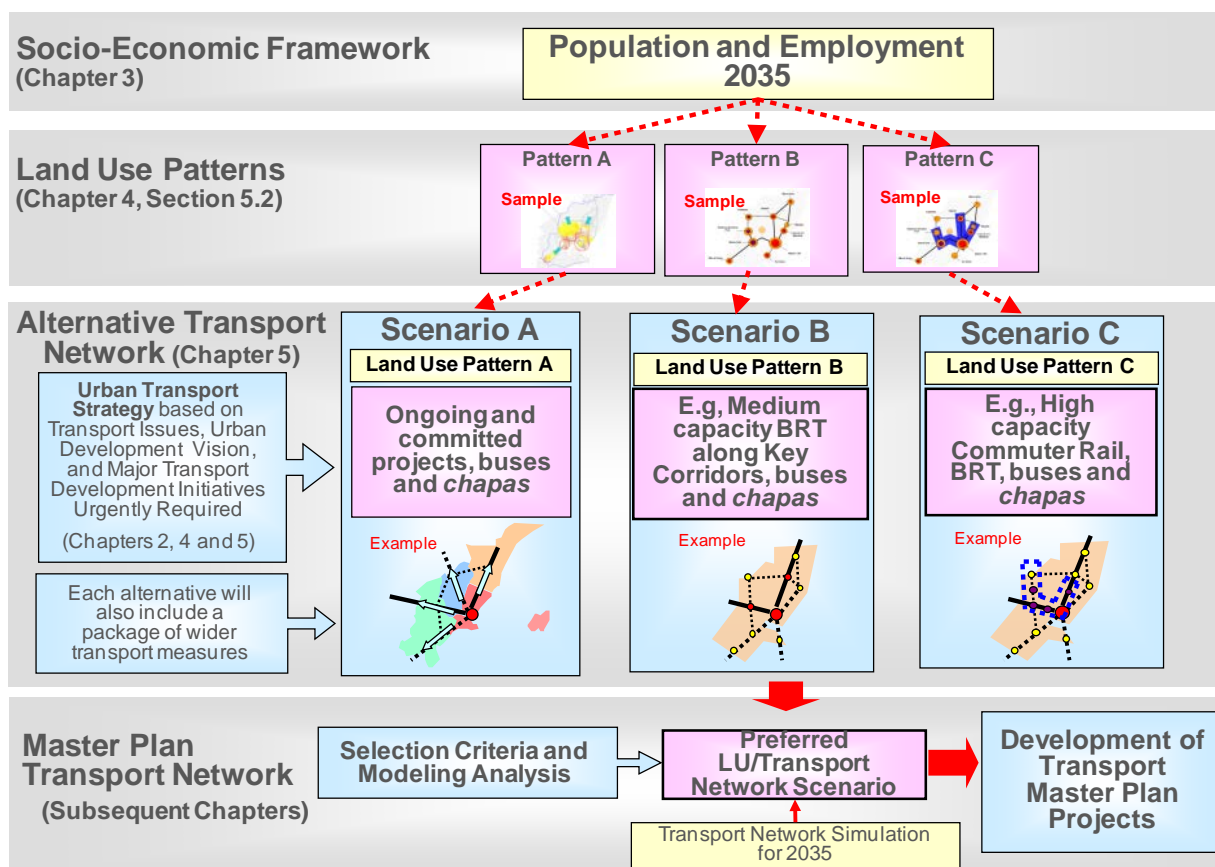 Socio-Economic Framework
(Chapter 3)
Population and Employment
2035
Land Use Patterns
(Chapter 4, Section 5.2)
Pattern A
Sample
Pattern B
Sample
Pattern C
Sample
Alternative Transport
Network (Chapter 5)
Urban Transport
Strategy based on
Transport Issues, Urban
Development Vision,
and Major Transport
Development Initiatives
Urgently Required
(Chapters 2, 4 and 5)
Each alternative will
also include a
package of wider
transport measures
Scenario A
Land Use Pattern A
Ongoing and
committed
projects, buses
and chapas
Example
Scenario B
Land Use Pattern B
E.g, Medium
capacity BRT
along Key
Corridors, buses
and chapas
Example
Scenario C
Land Use Pattern C
E.g., High
capacity
Commuter Rail,
BRT, buses and
chapas
Example
Master Plan
Transport Network
(Subsequent Chapters)
Selection Criteria and
Modeling Analysis
Preferred
LU/Transport
Network Scenario
Transport Network Simulation
for 2035
Development of
Transport
Master Plan
Projects